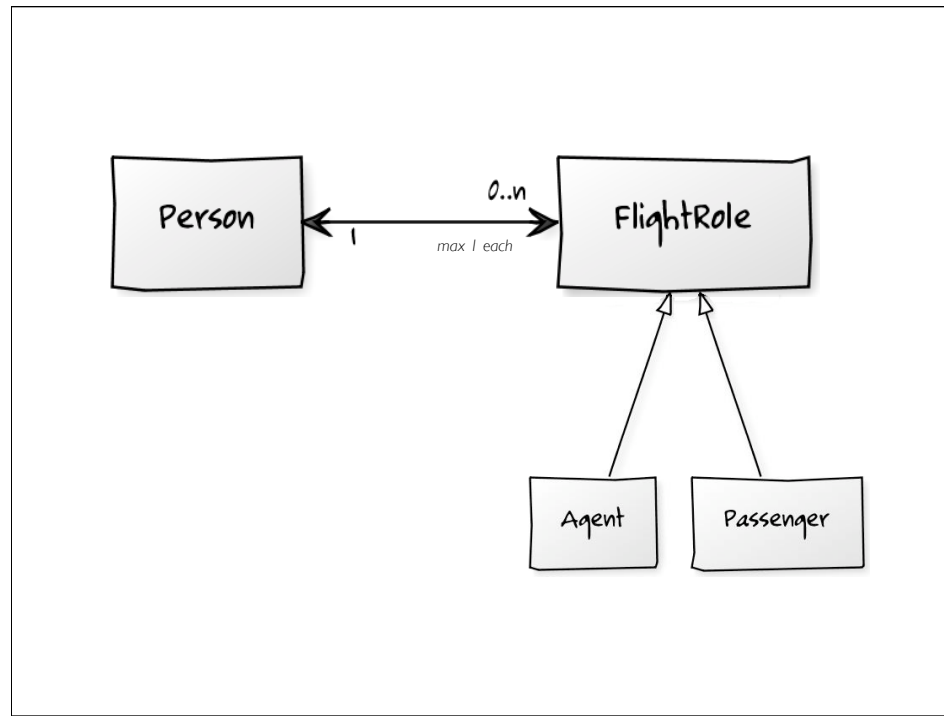 Person
1
0..n
max 1 each
FlightRole
Agent
Passenger